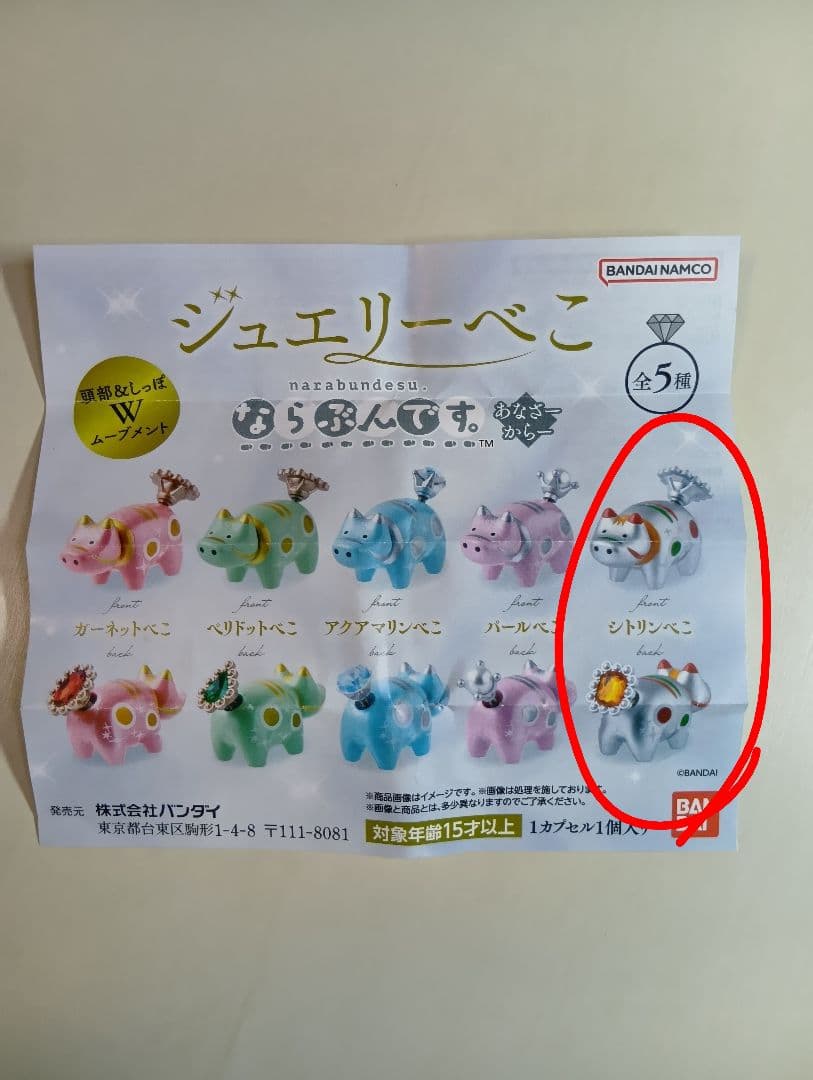 BANDAI NAMCO
ジュエリーべこ
全5種
頭部&しっぽ
W
ムーブメント
narabundesu.
ならぶんです。™
あなざー
からー
front front front front front
ガーネットべこ ペリドットべこ アクアマリンべこ パールべこ シトリンべこ
back back back back back
©BANDAI
※商品画像はイメージです。※画像は処理を施しております。
※画像と商品とは、多少異なりますのでご了承ください。
発売元 株式会社バンダイ
東京都台東区駒形1-4-8 〒111-8081
対象年齢15才以上
1カプセル1個入り
BAN
DAI